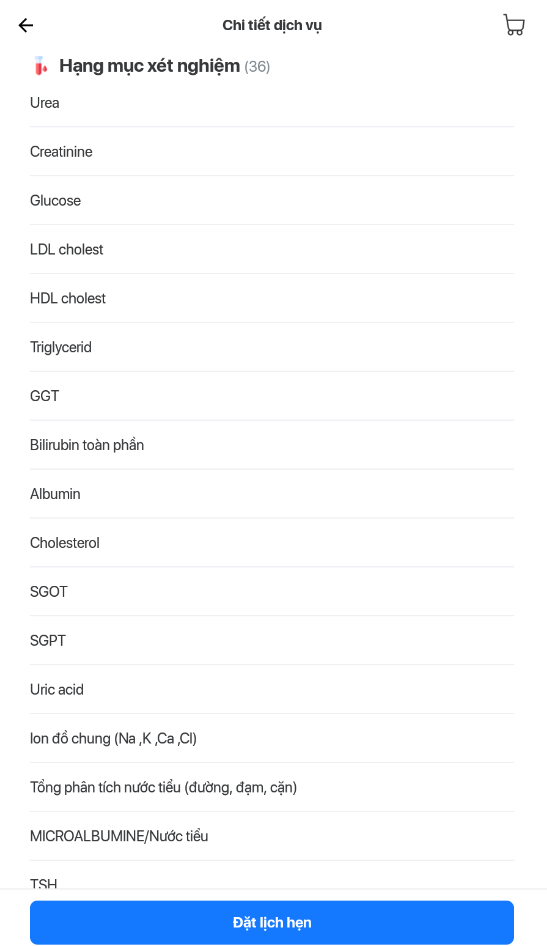 Chi tiết dịch vụ
Hạng mục xét nghiệm (36)
Urea
Creatinine
Glucose
LDL cholest
HDL cholest
Triglycerid
GGT
Bilirubin toàn phần
Albumin
Cholesterol
SGOT
SGPT
Uric acid
Ion đồ chung (Na ,K ,Ca ,Cl)
Tổng phân tích nước tiểu (đường, đạm, cặn)
MICROALBUMINE/Nước tiểu
TSH
Đặt lịch hẹn